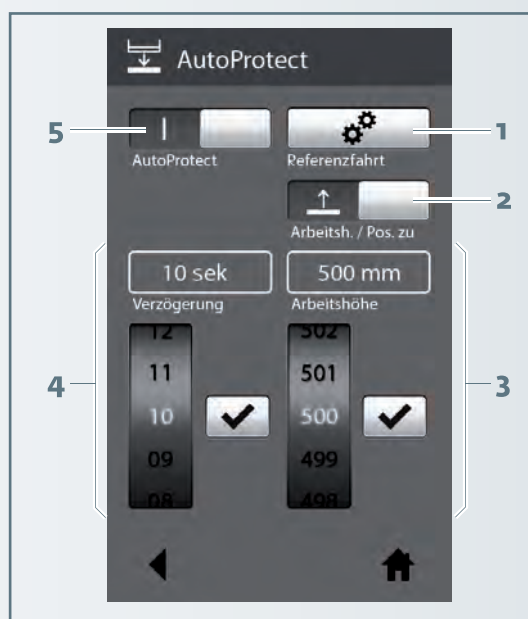 AutoProtect
5
1
AutoProtect
Referenzfahrt
2
Arbeitsh. / Pos. zu
10 sek
500 mm
Verzögerung
Arbeitshöhe
12
502
11
501
4
10
500
3
09
499
08
498